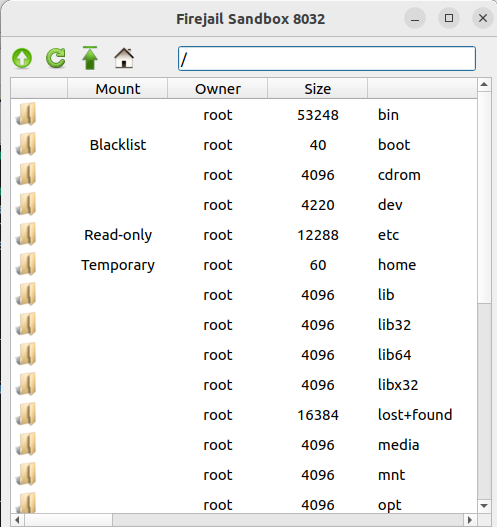 Firejail Sandbox 8032
/
Mount Owner Size
root 53248 bin
Blacklist root 40 boot
root 4096 cdrom
root 4220 dev
Read-only root 12288 etc
Temporary root 60 home
root 4096 lib
root 4096 lib32
root 4096 lib64
root 4096 libx32
root 16384 lost+found
root 4096 media
root 4096 mnt
root 4096 opt